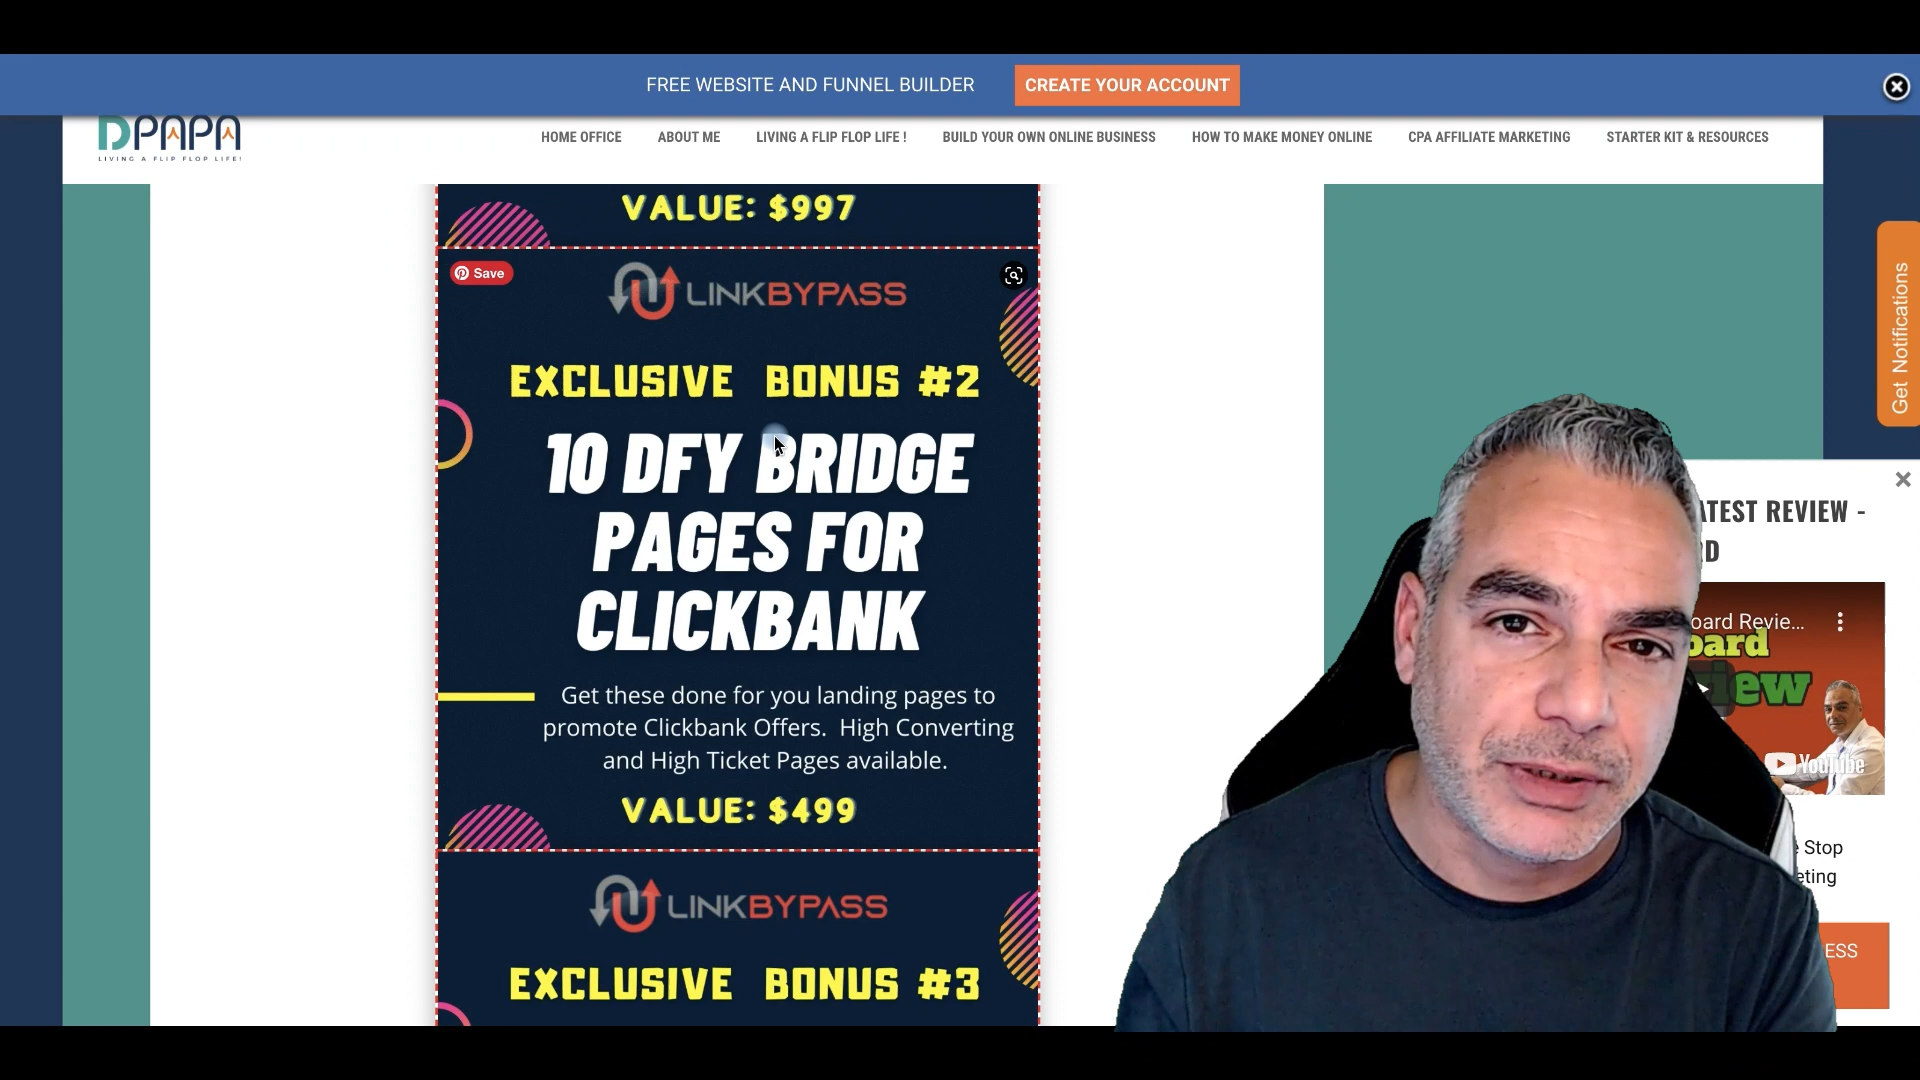 FREE WEBSITE AND FUNNEL BUILDER
CREATE YOUR ACCOUNT
DPAPA
LIVING A FLIP FLOP LIFE!
HOME OFFICE
ABOUT ME
LIVING A FLIP FLOP LIFE !
BUILD YOUR OWN ONLINE BUSINESS
HOW TO MAKE MONEY ONLINE
CPA AFFILIATE MARKETING
STARTER KIT & RESOURCES
VALUE: $997
Save
LINKBYPASS
EXCLUSIVE BONUS #2
10 DFY BRIDGE
PAGES FOR
CLICKBANK
Get these done for you landing pages to
promote Clickbank Offers. High Converting
and High Ticket Pages available.
VALUE: $499
LINKBYPASS
EXCLUSIVE BONUS #3
Get Notifications
ATEST REVIEW -
RD
oard Revie...
oard
iew
YouTube
Stop
eting
ESS